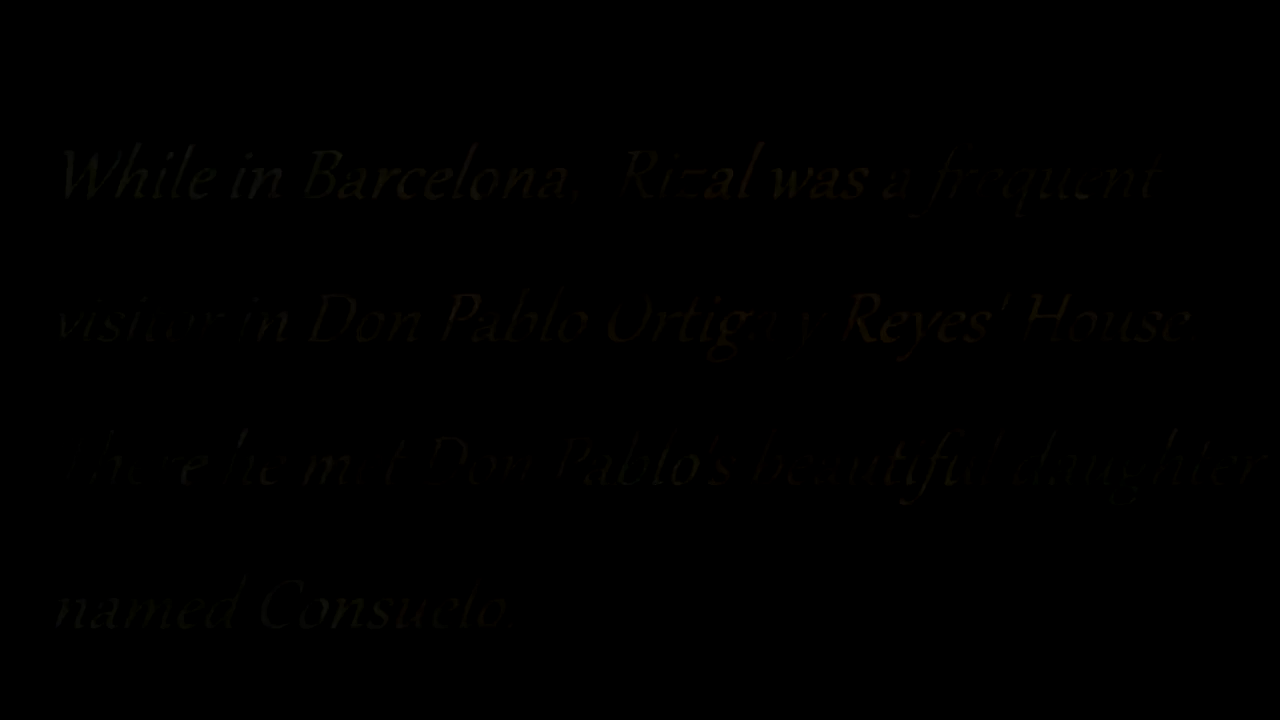 While in Barcelona, Rizal was a frequent
visitor in Don Pablo Ortiga y Reyes' House.
There he met Don Pablo's beautiful daughter
named Consuelo.